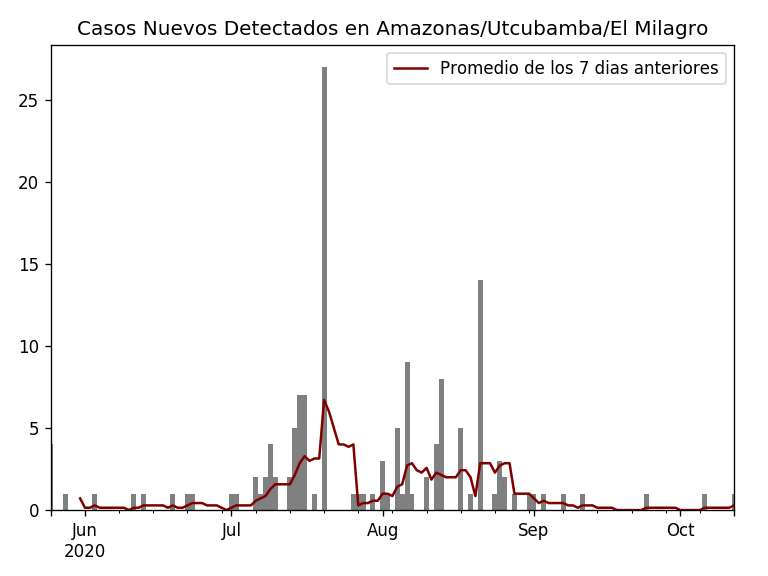 Casos Nuevos Detectados en Amazonas/Utcubamba/El Milagro
Promedio de los 7 dias anteriores
25
20
15
10
5
0
Jun Jul Aug Sep Oct
2020